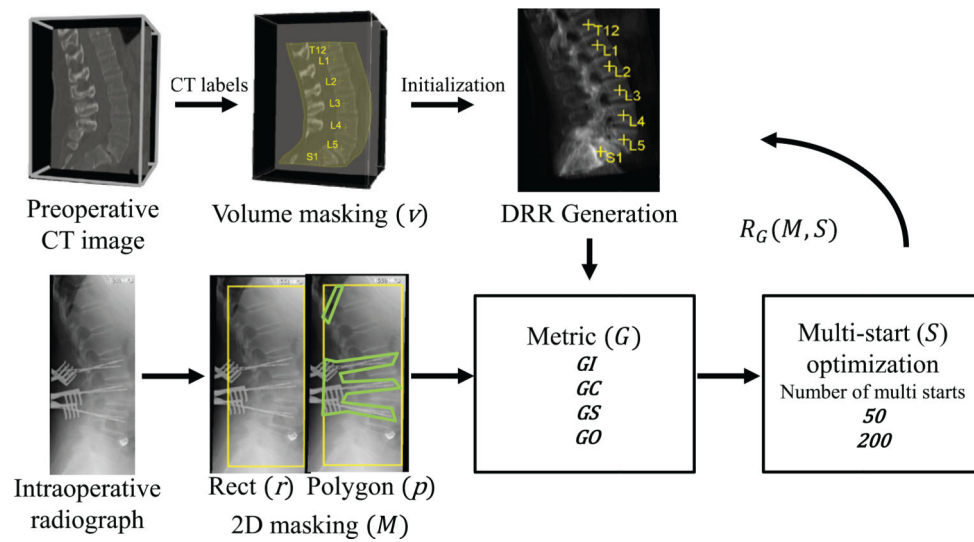 CT labels
Initialization
T12
L1
L2
L3
L4
L5
S1
T12
L1
L2
L3
L4
L5
S1
Preoperative
CT image
Volume masking (v)
DRR Generation
R_G(M, S)
Metric (G)
GI
GC
GS
GO
Multi-start (S)
optimization
Number of multi starts
50
200
Intraoperative
radiograph
Rect (r)
Polygon (p)
2D masking (M)